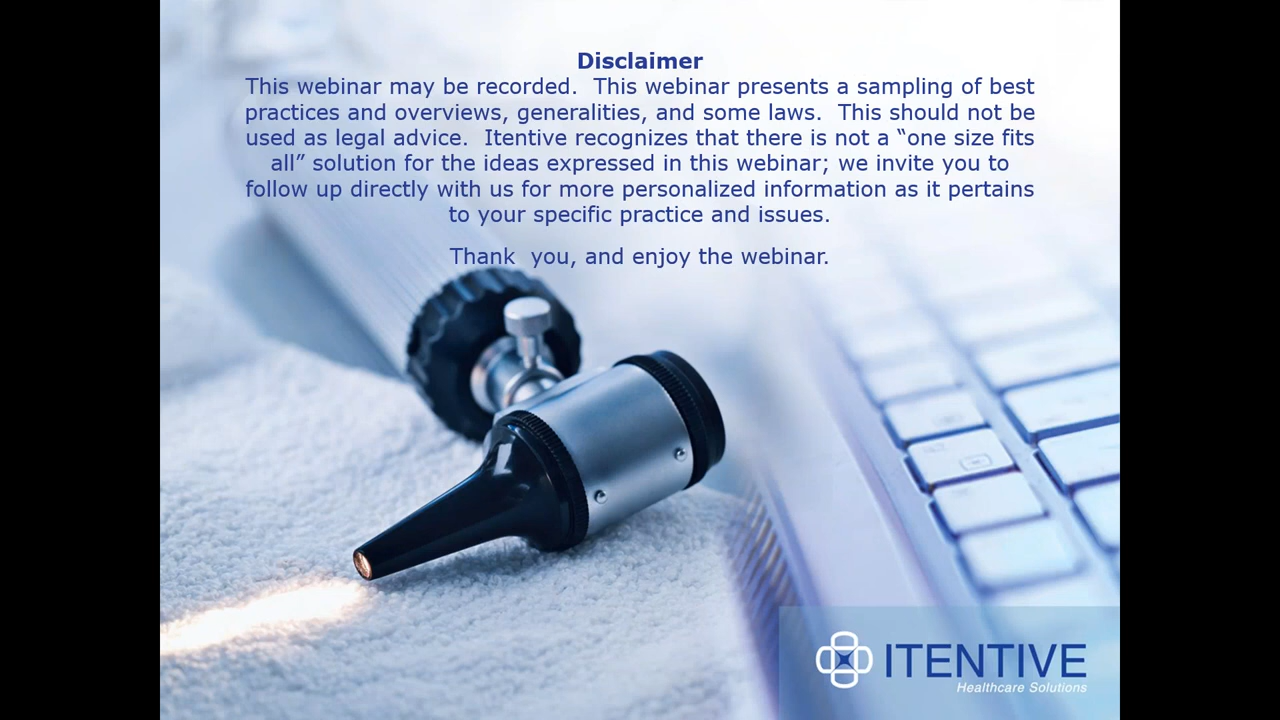 Disclaimer
This webinar may be recorded.  This webinar presents a sampling of best
practices and overviews, generalities, and some laws.  This should not be
used as legal advice.  Itentive recognizes that there is not a “one size fits
all” solution for the ideas expressed in this webinar; we invite you to
follow up directly with us for more personalized information as it pertains
to your specific practice and issues.
Thank  you, and enjoy the webinar.
ITENTIVE
Healthcare Solutions